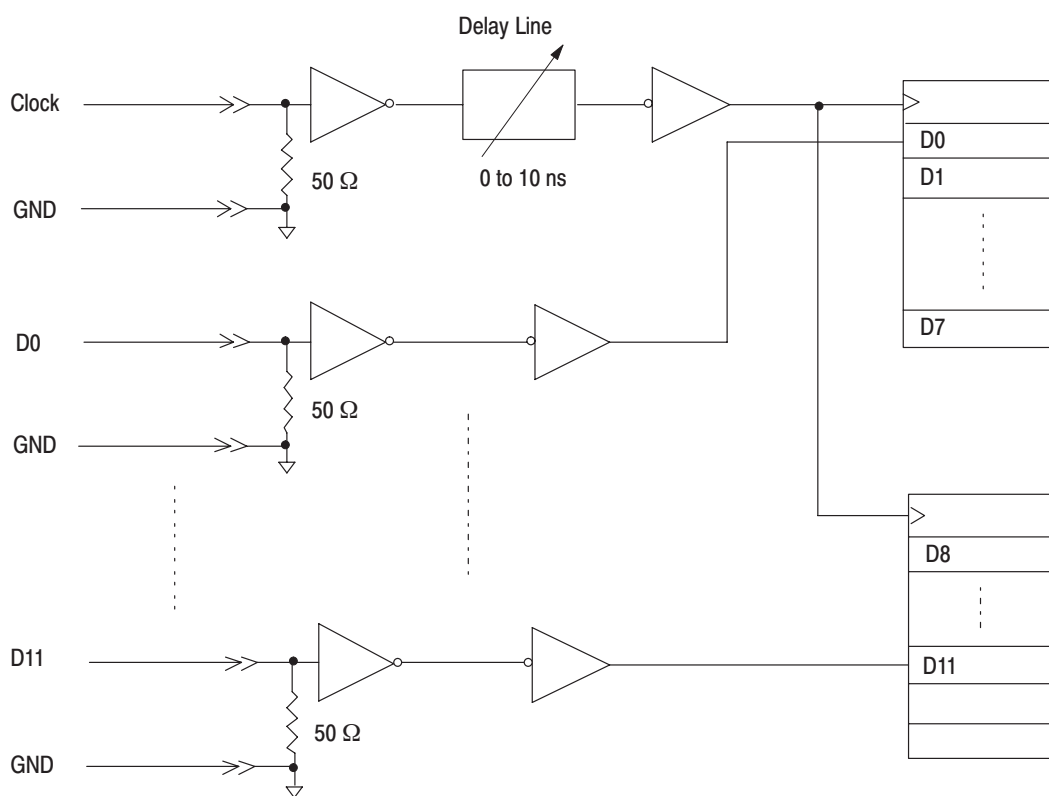 Delay Line
Clock
D0
50 Ω
0 to 10 ns
D1
GND
D7
D0
50 Ω
GND
D8
D11
D11
50 Ω
GND